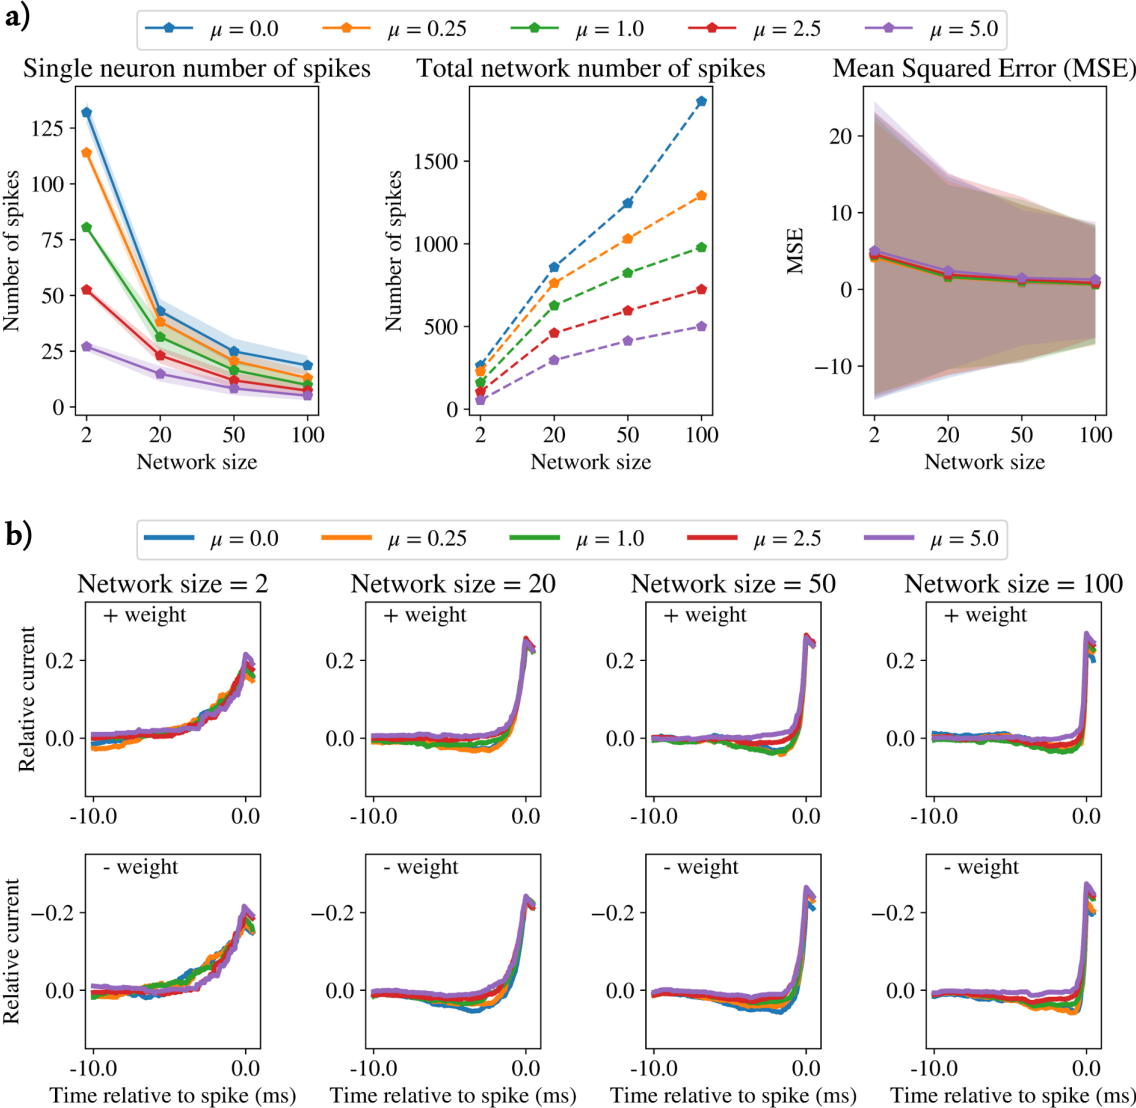 a)
μ = 0.0 μ = 0.25 μ = 1.0 μ = 2.5 μ = 5.0
Single neuron number of spikes Total network number of spikes Mean Squared Error (MSE)
Number of spikes
125
100
75
50
25
0
2 20 50 100
Network size
Number of spikes
1500
1000
500
0
2 20 50 100
Network size
MSE
20
10
0
−10
2 20 50 100
Network size
b)
μ = 0.0 μ = 0.25 μ = 1.0 μ = 2.5 μ = 5.0
Network size = 2 Network size = 20 Network size = 50 Network size = 100
+ weight + weight + weight + weight
Relative current
0.2 0.2 0.2 0.2
0.0 0.0 0.0 0.0
-10.0 0.0 -10.0 0.0 -10.0 0.0 -10.0 0.0
- weight - weight - weight - weight
Relative current
−0.2 −0.2 −0.2 −0.2
0.0 0.0 0.0 0.0
-10.0 0.0 -10.0 0.0 -10.0 0.0 -10.0 0.0
Time relative to spike (ms) Time relative to spike (ms) Time relative to spike (ms) Time relative to spike (ms)